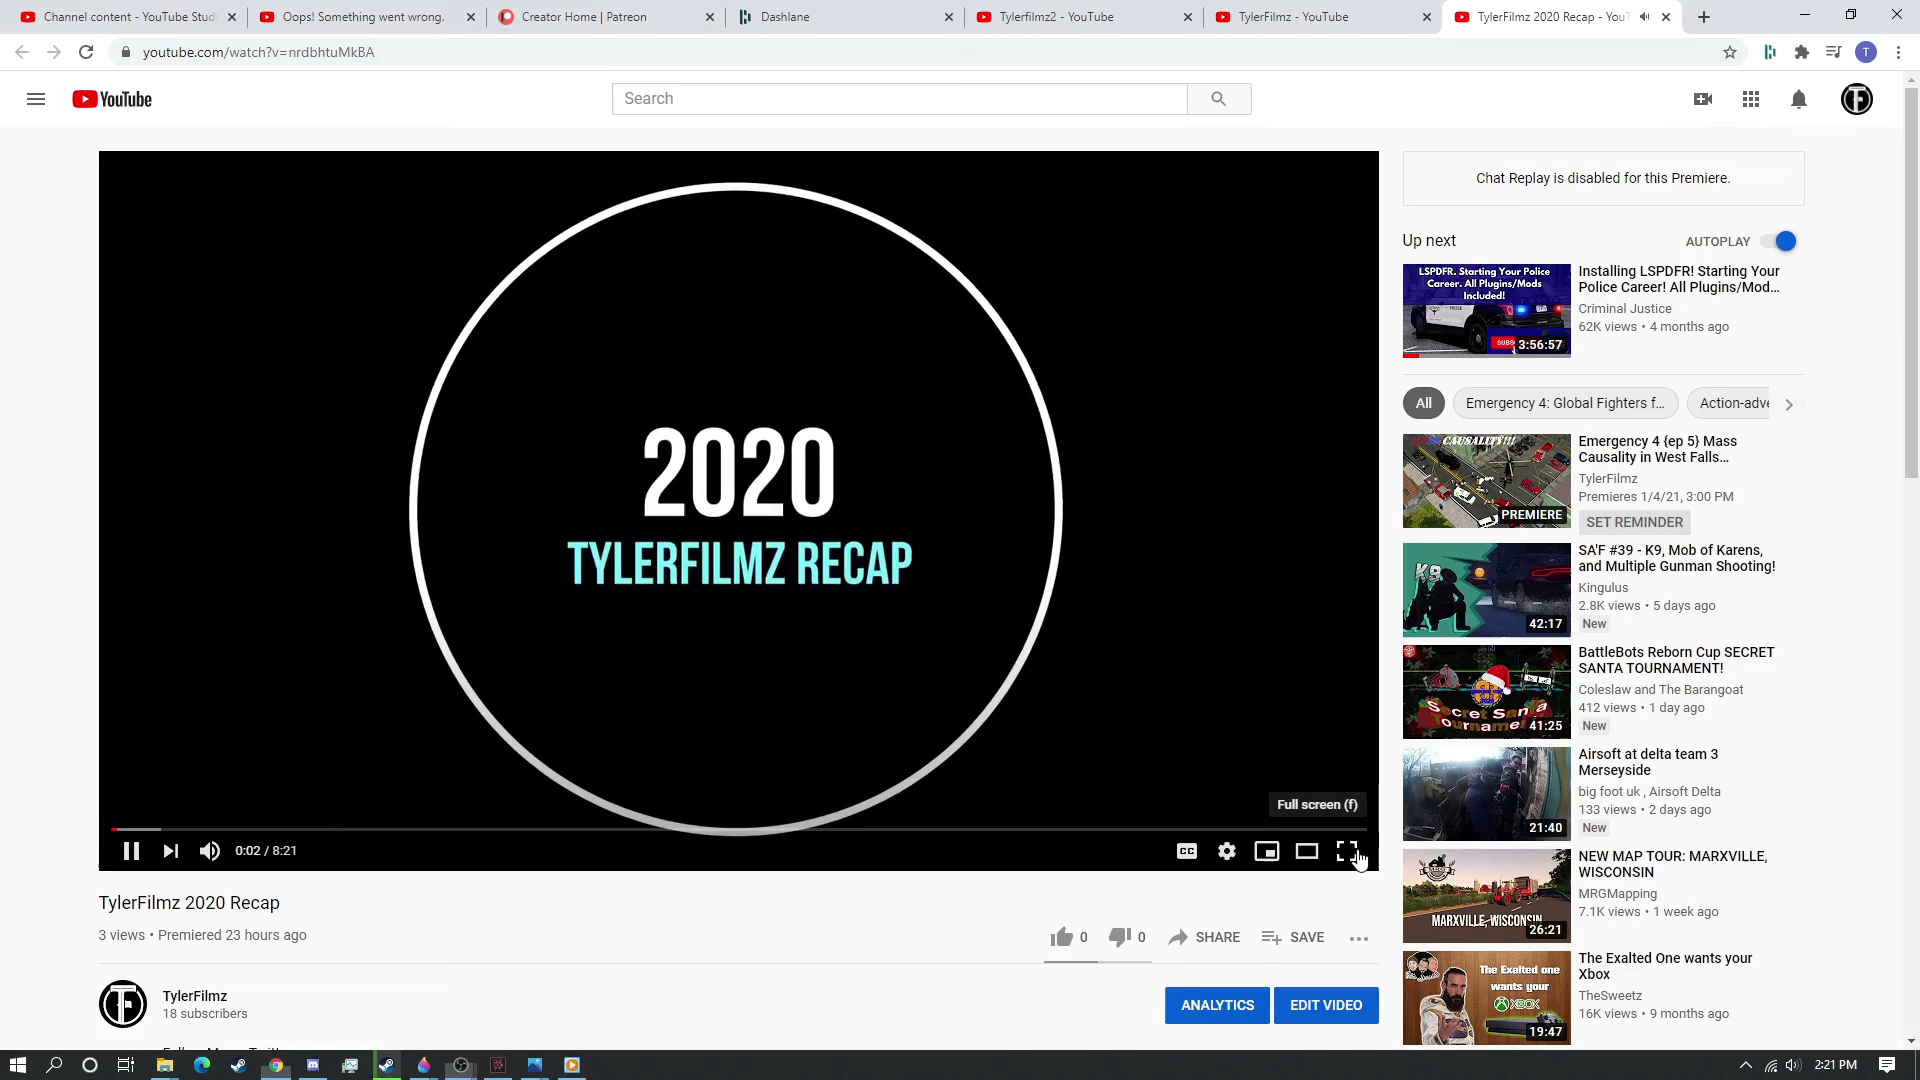 Channel content - YouTube Stud
Oops! Something went wrong.
Creator Home | Patreon
Dashlane
Tylerfilmz2 - YouTube
TylerFilmz - YouTube
TylerFilmz 2020 Recap - YouT
youtube.com/watch?v=nrdbhtuMkBA
T
YouTube
Search
2020
TYLERFILMZ RECAP
Full screen (f)
0:02 / 8:21
CC
TylerFilmz 2020 Recap
3 views • Premiered 23 hours ago
0
0
SHARE
SAVE
TylerFilmz
18 subscribers
ANALYTICS
EDIT VIDEO
Chat Replay is disabled for this Premiere.
Up next
AUTOPLAY
LSPDFR. Starting Your Police
Career. All Plugins/Mods
Included!
SUBS
3:56:57
Installing LSPDFR! Starting Your
Police Career! All Plugins/Mod...
Criminal Justice
62K views • 4 months ago
All
Emergency 4: Global Fighters f...
Action-adve
CAUSALITY!!!
PREMIERE
Emergency 4 {ep 5} Mass
Causality in West Falls...
TylerFilmz
Premieres 1/4/21, 3:00 PM
SET REMINDER
K9
42:17
SA'F #39 - K9, Mob of Karens,
and Multiple Gunman Shooting!
Kingulus
2.8K views • 5 days ago
New
Secret Santa
Tournament
41:25
BattleBots Reborn Cup SECRET
SANTA TOURNAMENT!
Coleslaw and The Barangoat
412 views • 1 day ago
New
21:40
Airsoft at delta team 3
Merseyside
big foot uk , Airsoft Delta
133 views • 2 days ago
New
MARXVILLE, WISCONSIN
26:21
NEW MAP TOUR: MARXVILLE,
WISCONSIN
MRGMapping
7.1K views • 1 week ago
The Exalted one
wants your
XBOX
19:47
The Exalted One wants your
Xbox
TheSweetz
16K views • 9 months ago
2:21 PM